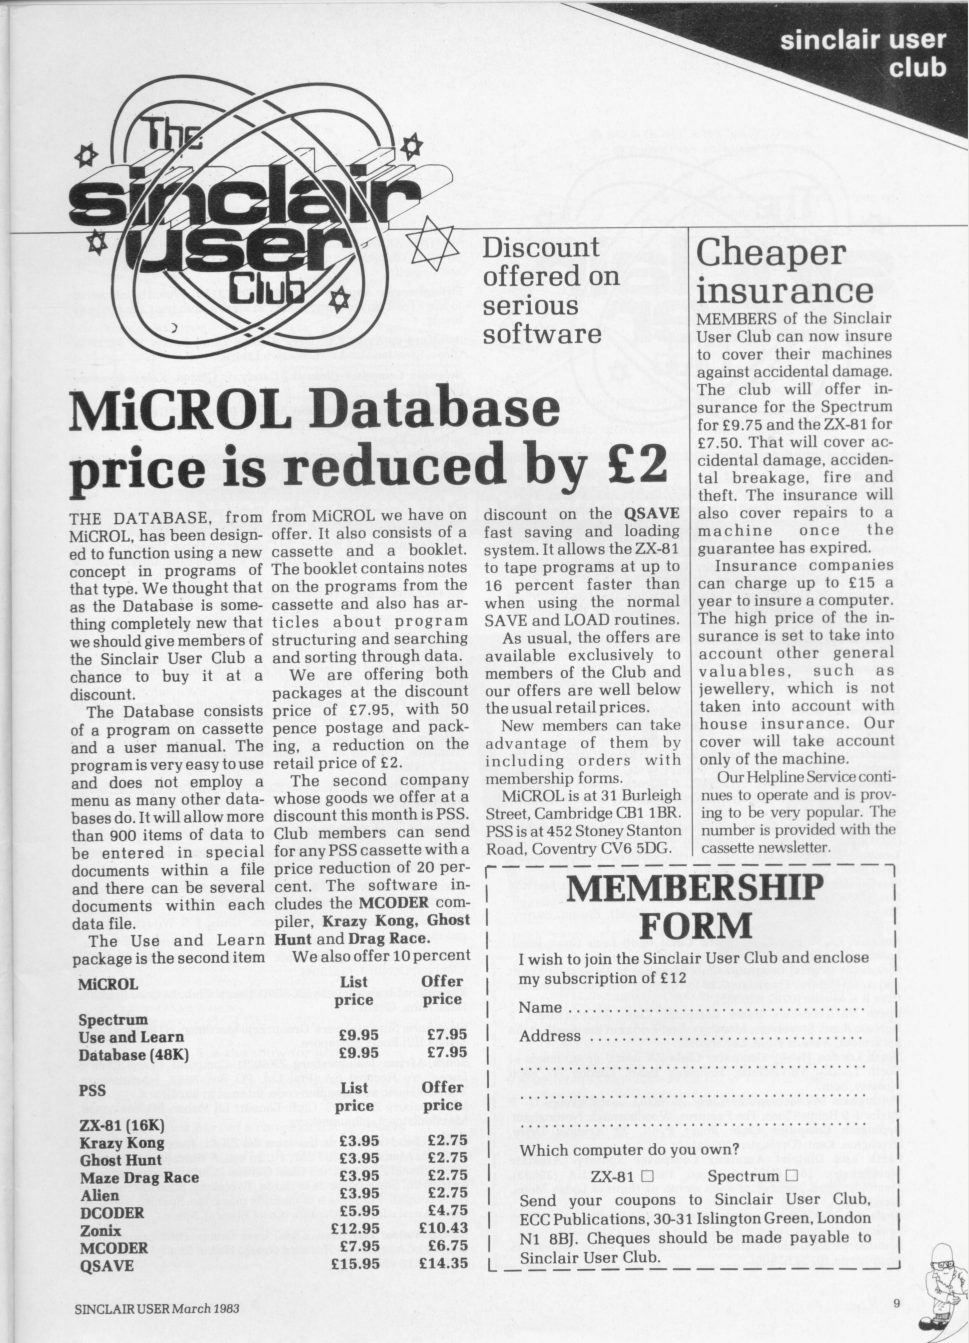 sinclair user
club
The
sinclair
user
Club
Discount
offered on
serious
software
MiCROL Database
price is reduced by £2
THE DATABASE, from
MiCROL, has been design-
ed to function using a new
concept in programs of
that type. We thought that
as the Database is some-
thing completely new that
we should give members of
the Sinclair User Club a
chance to buy it at a
discount.
The Database consists
of a program on cassette
and a user manual. The
program is very easy to use
and does not employ a
menu as many other data-
bases do. It will allow more
than 900 items of data to
be entered in special
documents within a file
and there can be several
documents within each
data file.
The Use and Learn
package is the second item
from MiCROL we have on
offer. It also consists of a
cassette and a booklet.
The booklet contains notes
on the programs from the
cassette and also has ar-
ticles about program
structuring and searching
and sorting through data.
We are offering both
packages at the discount
price of £7.95, with 50
pence postage and pack-
ing, a reduction on the
retail price of £2.
The second company
whose goods we offer at a
discount this month is PSS.
Club members can send
for any PSS cassette with a
price reduction of 20 per-
cent. The software in-
cludes the MCODER com-
piler, Krazy Kong, Ghost
Hunt and Drag Race.
We also offer 10 percent
discount on the QSAVE
fast saving and loading
system. It allows the ZX-81
to tape programs at up to
16 percent faster than
when using the normal
SAVE and LOAD routines.
As usual, the offers are
available exclusively to
members of the Club and
our offers are well below
the usual retail prices.
New members can take
advantage of them by
including orders with
membership forms.
MiCROL is at 31 Burleigh
Street, Cambridge CB1 1BR.
PSS is at 452 Stoney Stanton
Road, Coventry CV6 5DG.
Cheaper
insurance
MEMBERS of the Sinclair
User Club can now insure
to cover their machines
against accidental damage.
The club will offer in-
surance for the Spectrum
for £9.75 and the ZX-81 for
£7.50. That will cover ac-
cidental damage, acciden-
tal breakage, fire and
theft. The insurance will
also cover repairs to a
machine once the
guarantee has expired.
Insurance companies
can charge up to £15 a
year to insure a computer.
The high price of the in-
surance is set to take into
account other general
valuables, such as
jewellery, which is not
taken into account with
house insurance. Our
cover will take account
only of the machine.
Our Helpline Service conti-
nues to operate and is prov-
ing to be very popular. The
number is provided with the
cassette newsletter.
MiCROL List Offer
price price
Spectrum
Use and Learn £9.95 £7.95
Database (48K) £9.95 £7.95
PSS List Offer
price price
ZX-81 (16K)
Krazy Kong £3.95 £2.75
Ghost Hunt £3.95 £2.75
Maze Drag Race £3.95 £2.75
Alien £3.95 £2.75
DCODER £5.95 £4.75
Zonix £12.95 £10.43
MCODER £7.95 £6.75
QSAVE £15.95 £14.35
MEMBERSHIP
FORM
I wish to join the Sinclair User Club and enclose
my subscription of £12
Name
Address
Which computer do you own?
ZX-81 □ Spectrum □
Send your coupons to Sinclair User Club,
ECC Publications, 30-31 Islington Green, London
N1 8BJ. Cheques should be made payable to
Sinclair User Club.
SINCLAIR USER March 1983
9